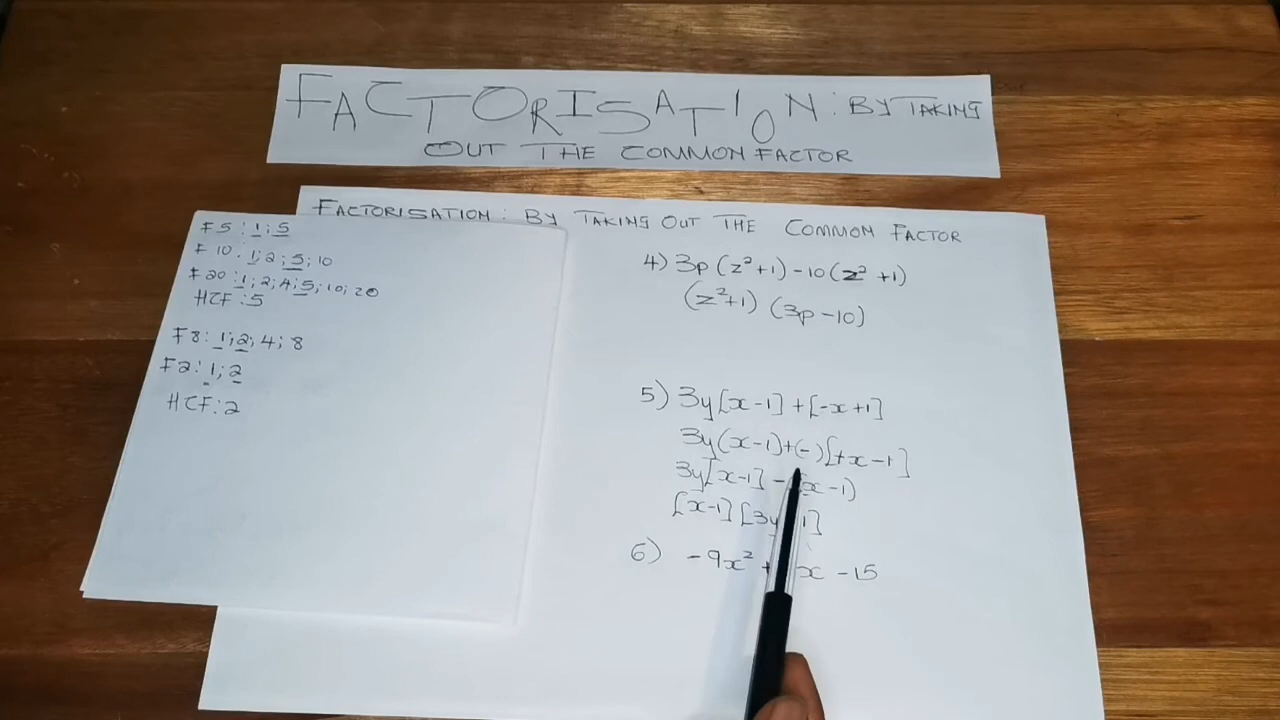 FACTORISATION: BY TAKING
OUT THE COMMON FACTOR
FACTORISATION: BY TAKING OUT THE COMMON FACTOR
F5: 1; 5
F10: 1; 2; 5; 10
F20: 1; 2; 4; 5; 10; 20
HCF: 5
F8: 1; 2; 4; 8
F2: 1; 2
HCF: 2
4) 3p(z²+1) - 10(z²+1)
(z²+1) (3p - 10)
5) 3y[x-1] + [-x+1]
3y(x-1)+(-)[+x-1]
3y[x-1] - (x-1)
[x-1] [3y 1]
6) -9x² + x - 15